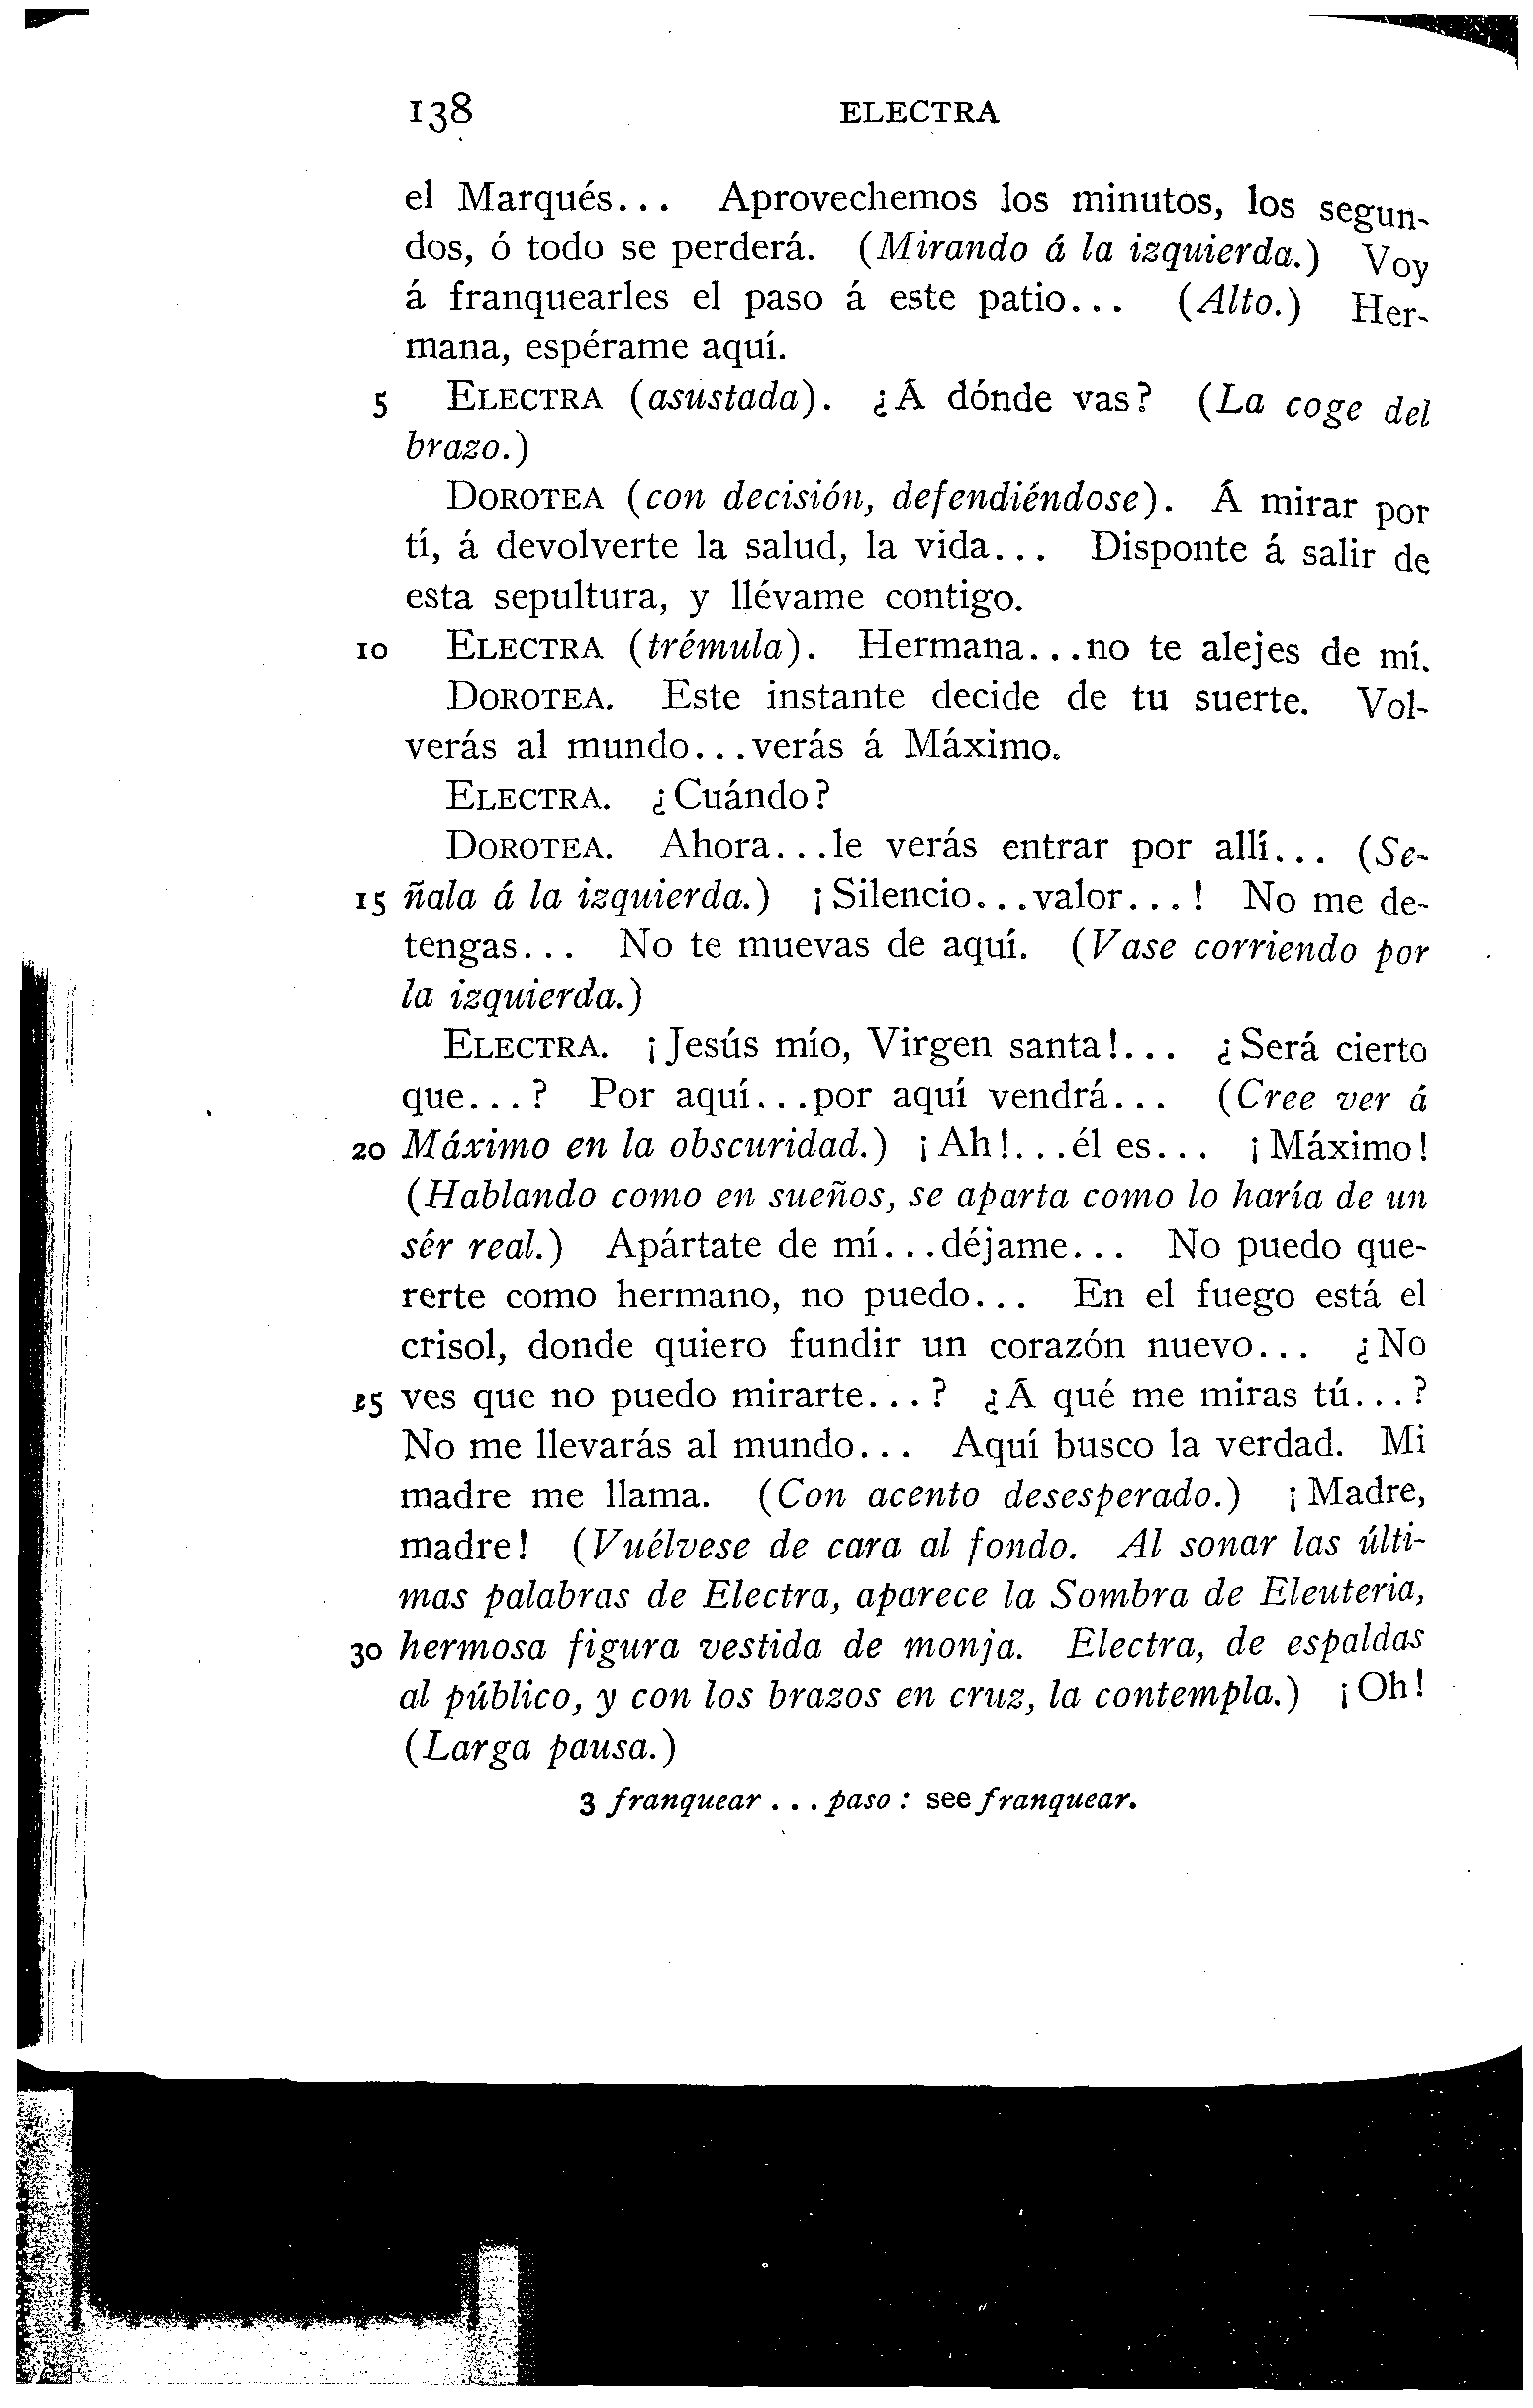 138 ELECTRA
el Marqués... Aprovechemos los minutos, los segun-
dos, ó todo se perderá. (Mirando á la izquierda.) Voy
á franquearles el paso á este patio... (Alto.) Her-
mana, espérame aquí.
5 ELECTRA (asustada). ¿Á dónde vas? (La coge del
brazo.)
DOROTEA (con decisión, defendiéndose). Á mirar por
tí, á devolverte la salud, la vida... Disponte á salir de
esta sepultura, y llévame contigo.
10 ELECTRA (trémula). Hermana...no te alejes de mí.
DOROTEA. Este instante decide de tu suerte. Vol-
verás al mundo...verás á Máximo.
ELECTRA. ¿Cuándo?
DOROTEA. Ahora...le verás entrar por allí... (Se-
15 ñala á la izquierda.) ¡Silencio...valor...! No me de-
tengas... No te muevas de aquí. (Vase corriendo por
la izquierda.)
ELECTRA. ¡Jesús mío, Virgen santa!... ¿Será cierto
que...? Por aquí...por aquí vendrá... (Cree ver á
20 Máximo en la obscuridad.) ¡Ah!...él es... ¡Máximo!
(Hablando como en sueños, se aparta como lo haría de un
sér real.) Apártate de mí...déjame... No puedo que-
rerte como hermano, no puedo... En el fuego está el
crisol, donde quiero fundir un corazón nuevo... ¿No
25 ves que no puedo mirarte...? ¿Á qué me miras tú...?
No me llevarás al mundo... Aquí busco la verdad. Mi
madre me llama. (Con acento desesperado.) ¡Madre,
madre! (Vuélvese de cara al fondo. Al sonar las últi-
mas palabras de Electra, aparece la Sombra de Eleuteria,
30 hermosa figura vestida de monja. Electra, de espaldas
al público, y con los brazos en cruz, la contempla.) ¡Oh!
(Larga pausa.)
3 franquear ... paso : see franquear.